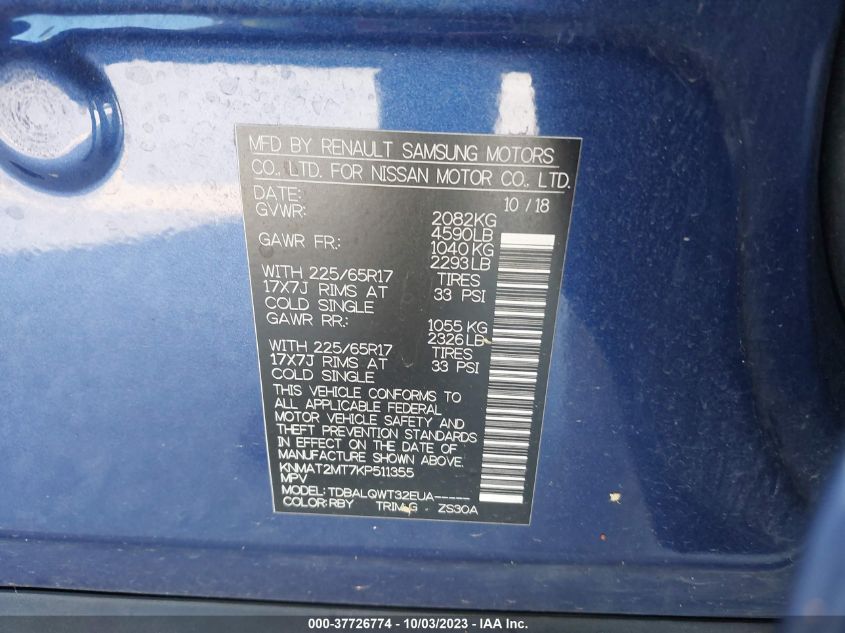 MFD BY RENAULT SAMSUNG MOTORS
CO., LTD. FOR NISSAN MOTOR CO., LTD.
DATE: 10 / 18
GVWR: 2082KG
4590LB
GAWR FR.: 1040 KG
2293 LB
WITH 225/65R17 TIRES
17X7J RIMS AT 33 PSI
COLD SINGLE
GAWR RR.: 1055 KG
2326 LB
WITH 225/65R17 TIRES
17X7J RIMS AT 33 PSI
COLD SINGLE
THIS VEHICLE CONFORMS TO
ALL APPLICABLE FEDERAL
MOTOR VEHICLE SAFETY AND
THEFT PREVENTION STANDARDS
IN EFFECT ON THE DATE OF
MANUFACTURE SHOWN ABOVE.
KNMAT2MT7KP511355
MPV
MODEL: TDBALQWT32EUA-----
COLOR: RBY TRIM: G ZS30A
000-37726774 - 10/03/2023 - IAA Inc.